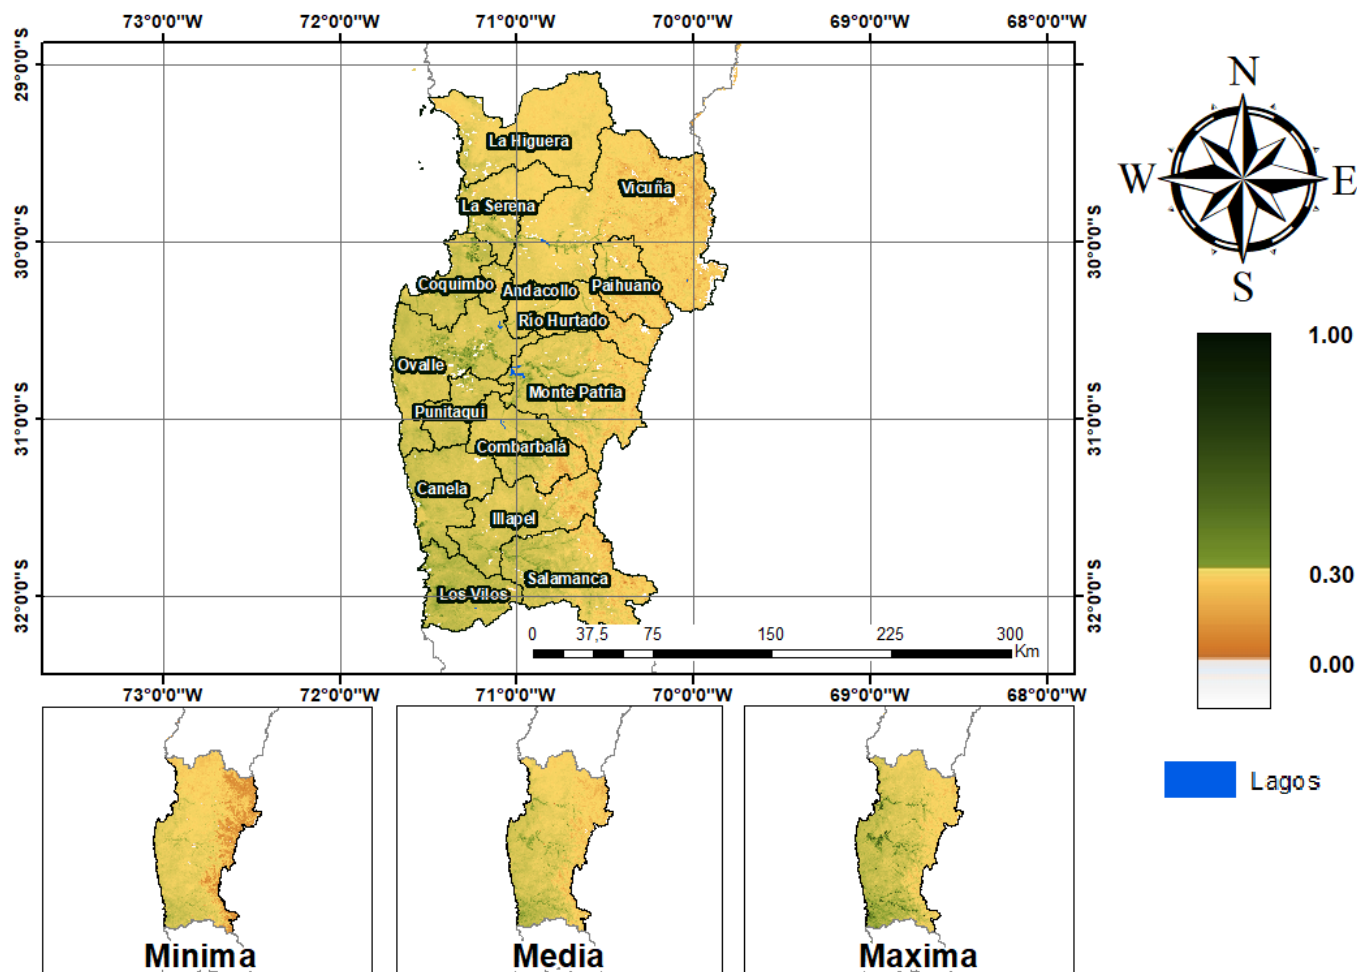 73°0'0"W 72°0'0"W 71°0'0"W 70°0'0"W 69°0'0"W 68°0'0"W
29°0'0"S
N
La Higuera
Vicuña
W E
La Serena
30°0'0"S 30°0'0"S
Coquimbo Andacollo Paihuano
S
Río Hurtado
1.00
Ovalle
Monte Patria
Punitaqui
31°0'0"S 31°0'0"S
Combarbalá
Canela
Illapel
Salamanca
0.30
Los Vilos
32°0'0"S 32°0'0"S
0 37,5 75 150 225 300
Km
0.00
73°0'0"W 72°0'0"W 71°0'0"W 70°0'0"W 69°0'0"W 68°0'0"W
Lagos
Minima Media Maxima